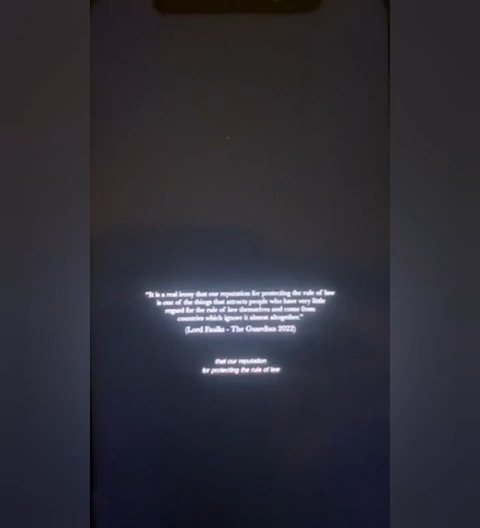 "It is a real irony that our reputation for protecting the rule of law
is one of the things that attracts people who have very little
regard for the rule of law themselves and come from
countries which ignore it almost altogether."
(Lord Faulks - The Guardian 2022)
that our reputation
for protecting the rule of law